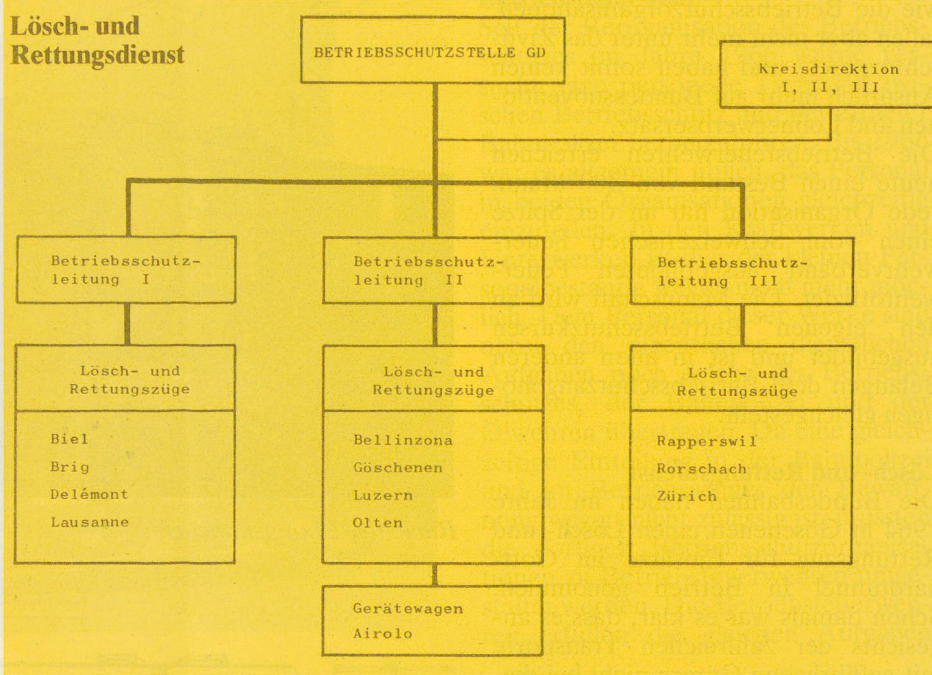 Lösch- und
Rettungsdienst
BETRIEBSSCHUTZSTELLE GD
Kreisdirektion
I, II, III
Betriebsschutz-
leitung I
Betriebsschutz-
leitung II
Betriebsschutz-
leitung III
Lösch- und
Rettungszüge
Lösch- und
Rettungszüge
Lösch- und
Rettungszüge
Biel
Brig
Delémont
Lausanne
Bellinzona
Göschenen
Luzern
Olten
Rapperswil
Rorschach
Zürich
Gerätewagen
Airolo